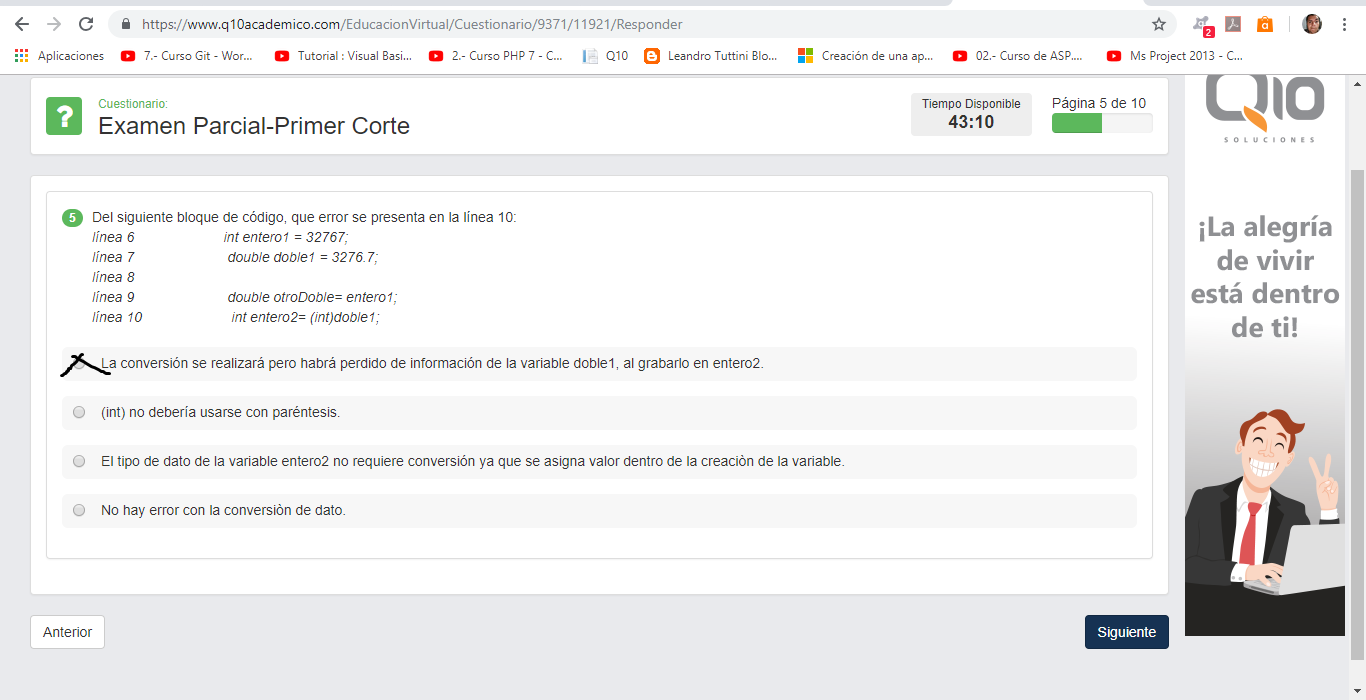 https://www.q10academico.com/EducacionVirtual/Cuestionario/9371/11921/Responder
2
a
Aplicaciones
7.- Curso Git - Wor...
Tutorial : Visual Basi...
2.- Curso PHP 7 - C...
Q10
Leandro Tuttini Blo...
Creación de una ap...
02.- Curso de ASP....
Ms Project 2013 - C...
?
Cuestionario:
Examen Parcial-Primer Corte
Tiempo Disponible
43:10
Página 5 de 10
Q10
SOLUCIONES
5 Del siguiente bloque de código, que error se presenta en la línea 10:
línea 6 int entero1 = 32767;
línea 7 double doble1 = 3276.7;
línea 8
línea 9 double otroDoble= entero1;
línea 10 int entero2= (int)doble1;
La conversión se realizará pero habrá perdido de información de la variable doble1, al grabarlo en entero2.
(int) no debería usarse con paréntesis.
El tipo de dato de la variable entero2 no requiere conversión ya que se asigna valor dentro de la creaciòn de la variable.
No hay error con la conversiòn de dato.
Anterior
Siguiente
¡La alegría
de vivir
está dentro
de ti!